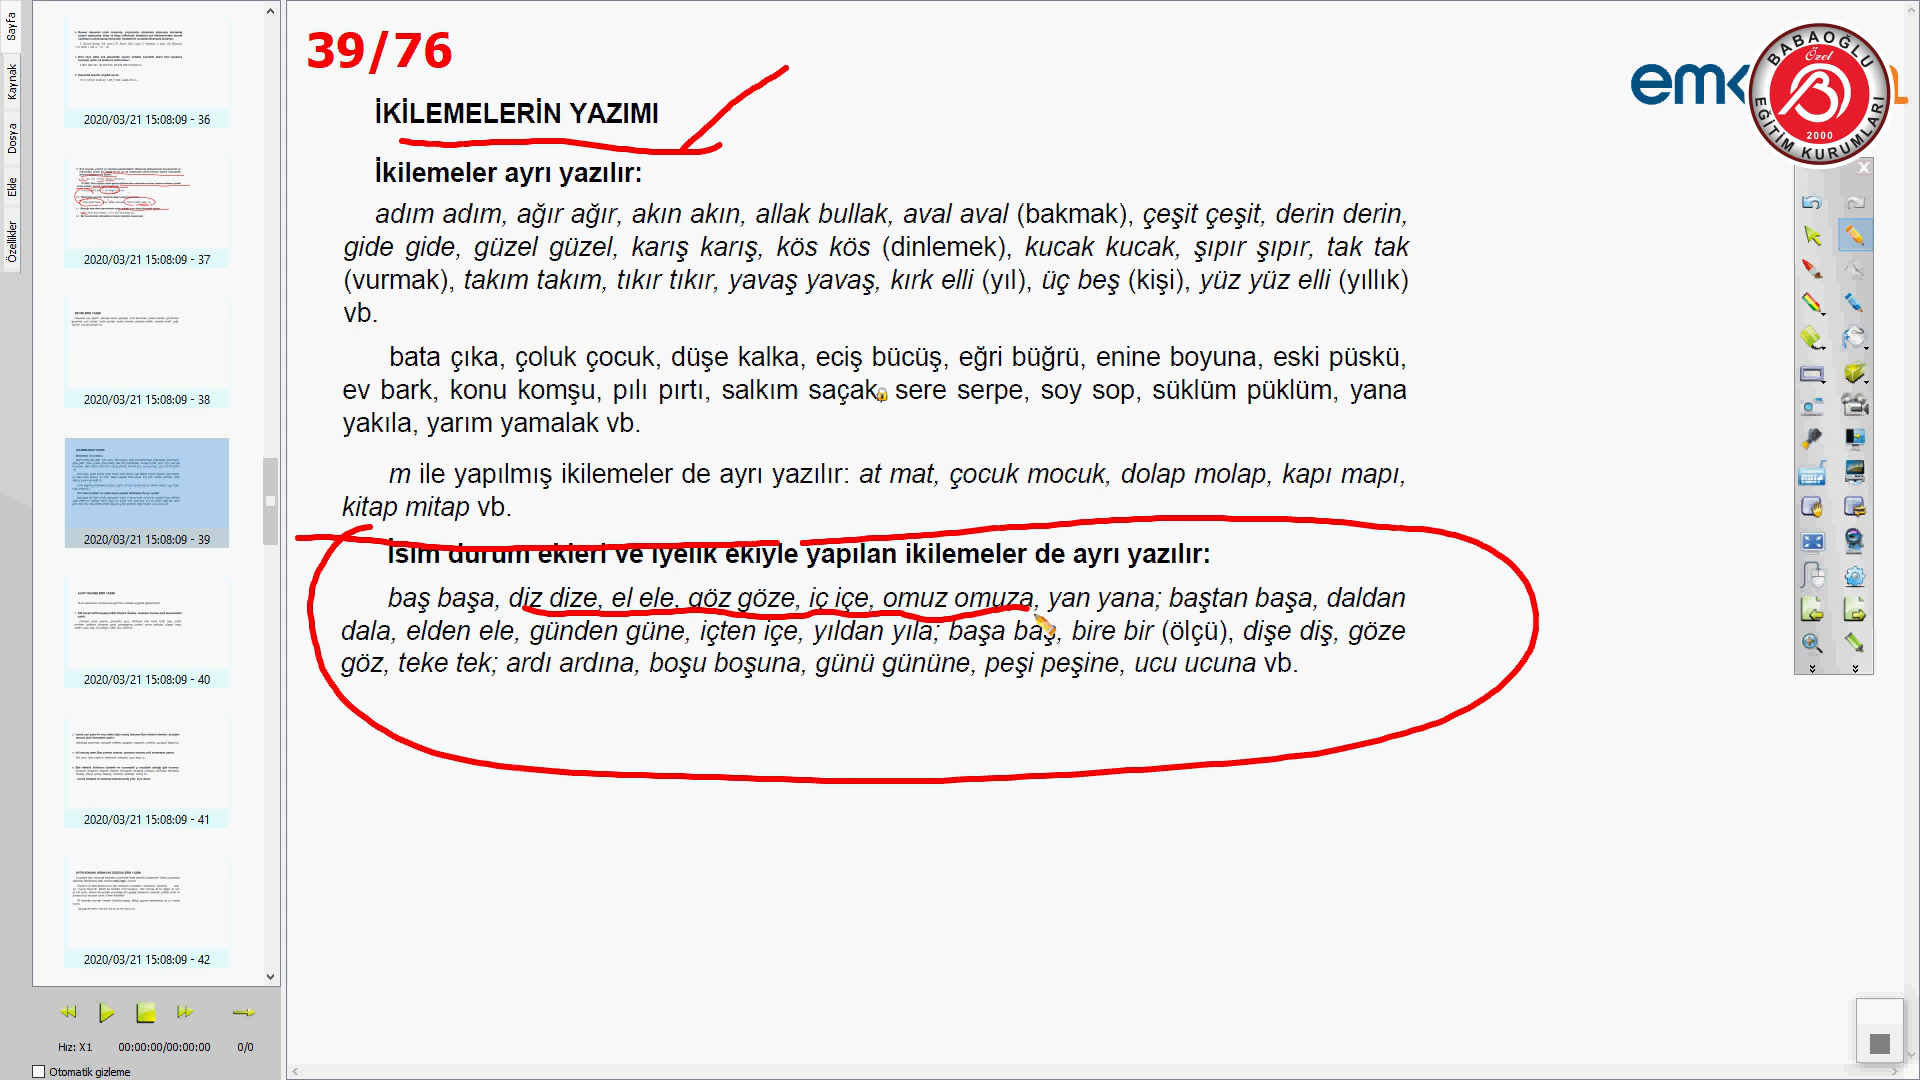 Sayfa
Kaynak
Dosya
Ekle
Özellikler
2020/03/21 15:08:09 - 36
2020/03/21 15:08:09 - 37
2020/03/21 15:08:09 - 38
2020/03/21 15:08:09 - 39
2020/03/21 15:08:09 - 40
2020/03/21 15:08:09 - 41
2020/03/21 15:08:09 - 42
Hız: X1 00:00:00/00:00:00 0/0
Otomatik gizleme
39/76
İKİLEMELERİN YAZIMI
İkilemeler ayrı yazılır:
adım adım, ağır ağır, akın akın, allak bullak, aval aval (bakmak), çeşit çeşit, derin derin,
gide gide, güzel güzel, karış karış, kös kös (dinlemek), kucak kucak, şıpır şıpır, tak tak
(vurmak), takım takım, tıkır tıkır, yavaş yavaş, kırk elli (yıl), üç beş (kişi), yüz yüz elli (yıllık)
vb.
bata çıka, çoluk çocuk, düşe kalka, eciş bücüş, eğri büğrü, enine boyuna, eski püskü,
ev bark, konu komşu, pılı pırtı, salkım saçak, sere serpe, soy sop, süklüm püklüm, yana
yakıla, yarım yamalak vb.
m ile yapılmış ikilemeler de ayrı yazılır: at mat, çocuk mocuk, dolap molap, kapı mapı,
kitap mitap vb.
İsim durum ekleri ve iyelik ekiyle yapılan ikilemeler de ayrı yazılır:
baş başa, diz dize, el ele, göz göze, iç içe, omuz omuza, yan yana; baştan başa, daldan
dala, elden ele, günden güne, içten içe, yıldan yıla; başa baş, bire bir (ölçü), dişe diş, göze
göz, teke tek; ardı ardına, boşu boşuna, günü gününe, peşi peşine, ucu ucuna vb.
BABAOĞLU
Özel
B
2000
EĞİTİM KURUMLARI